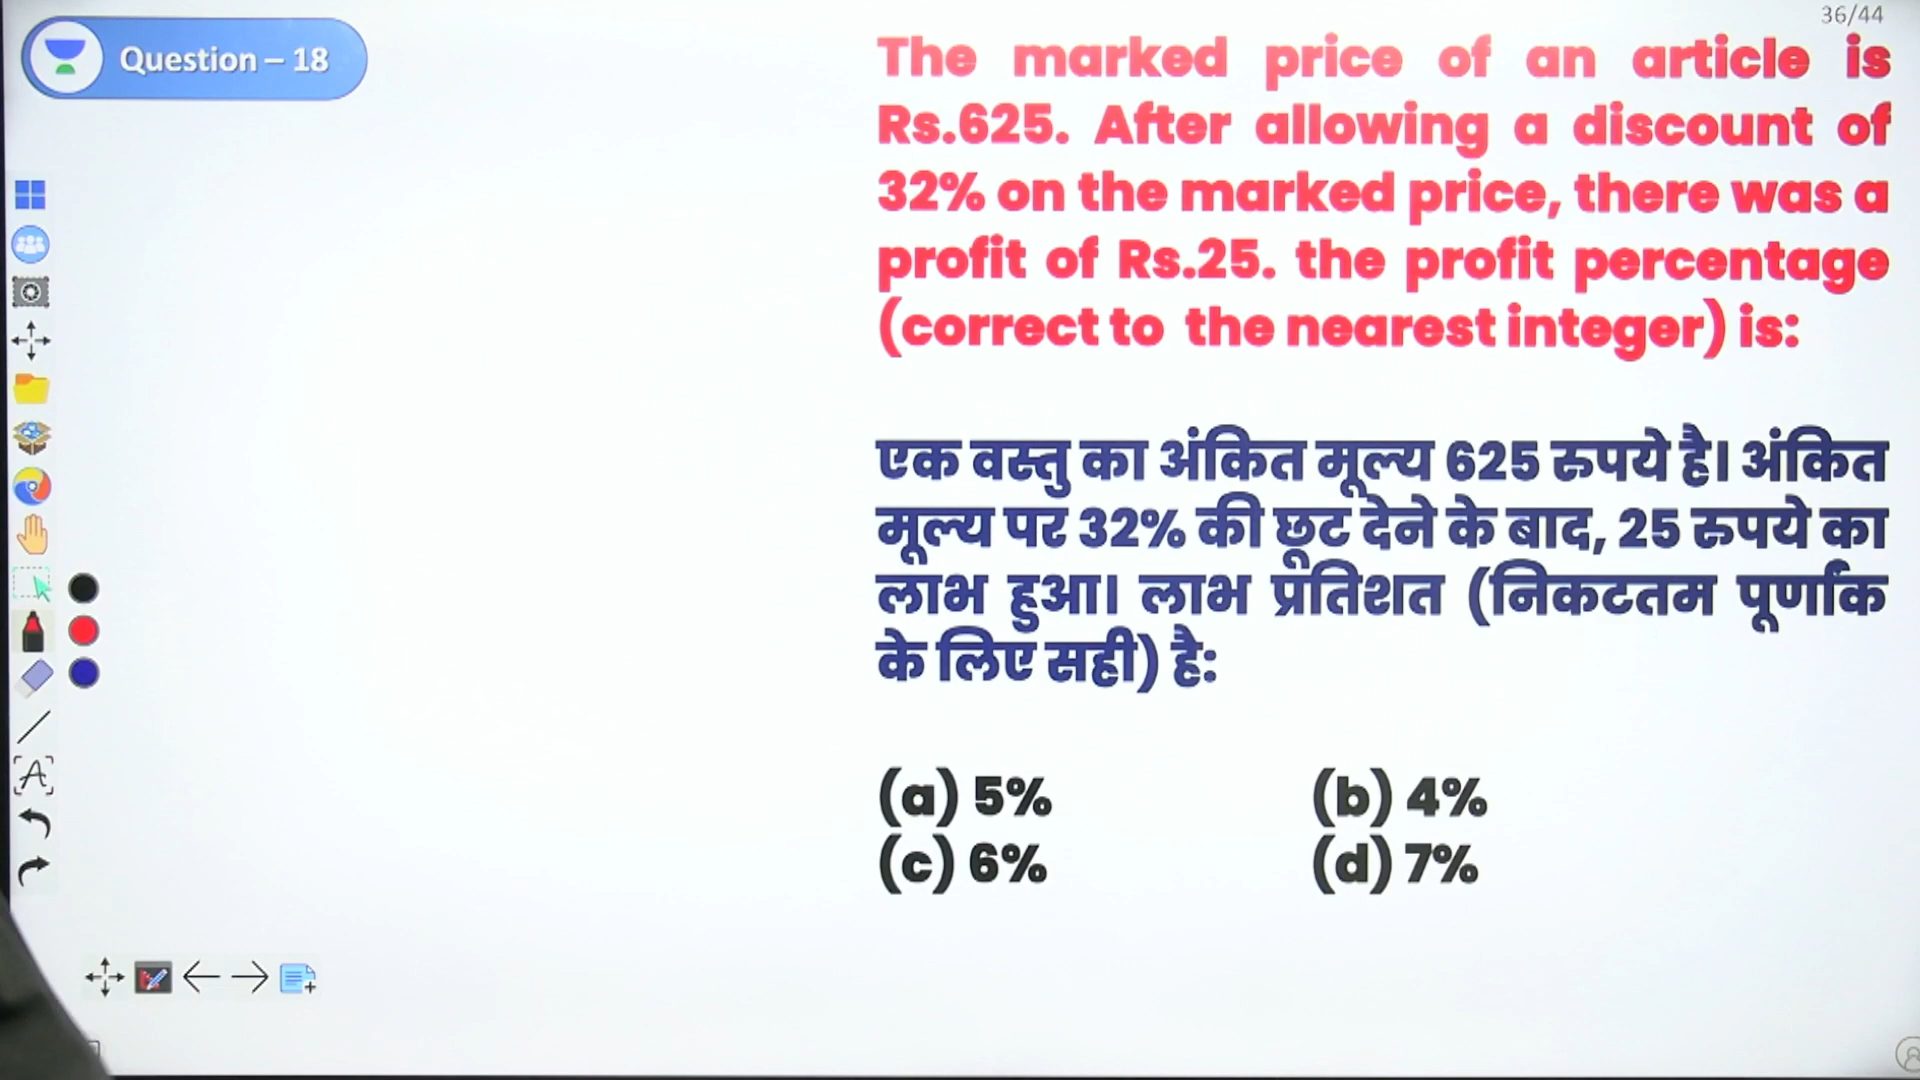 36/44
Question – 18
The marked price of an article is
Rs.625. After allowing a discount of
32% on the marked price, there was a
profit of Rs.25. the profit percentage
(correct to the nearest integer) is:
एक वस्तु का अंकित मूल्य 625 रुपये है। अंकित
मूल्य पर 32% की छूट देने के बाद, 25 रुपये का
लाभ हुआ। लाभ प्रतिशत (निकटतम पूर्णांक
के लिए सही) है:
(a) 5% (b) 4%
(c) 6% (d) 7%